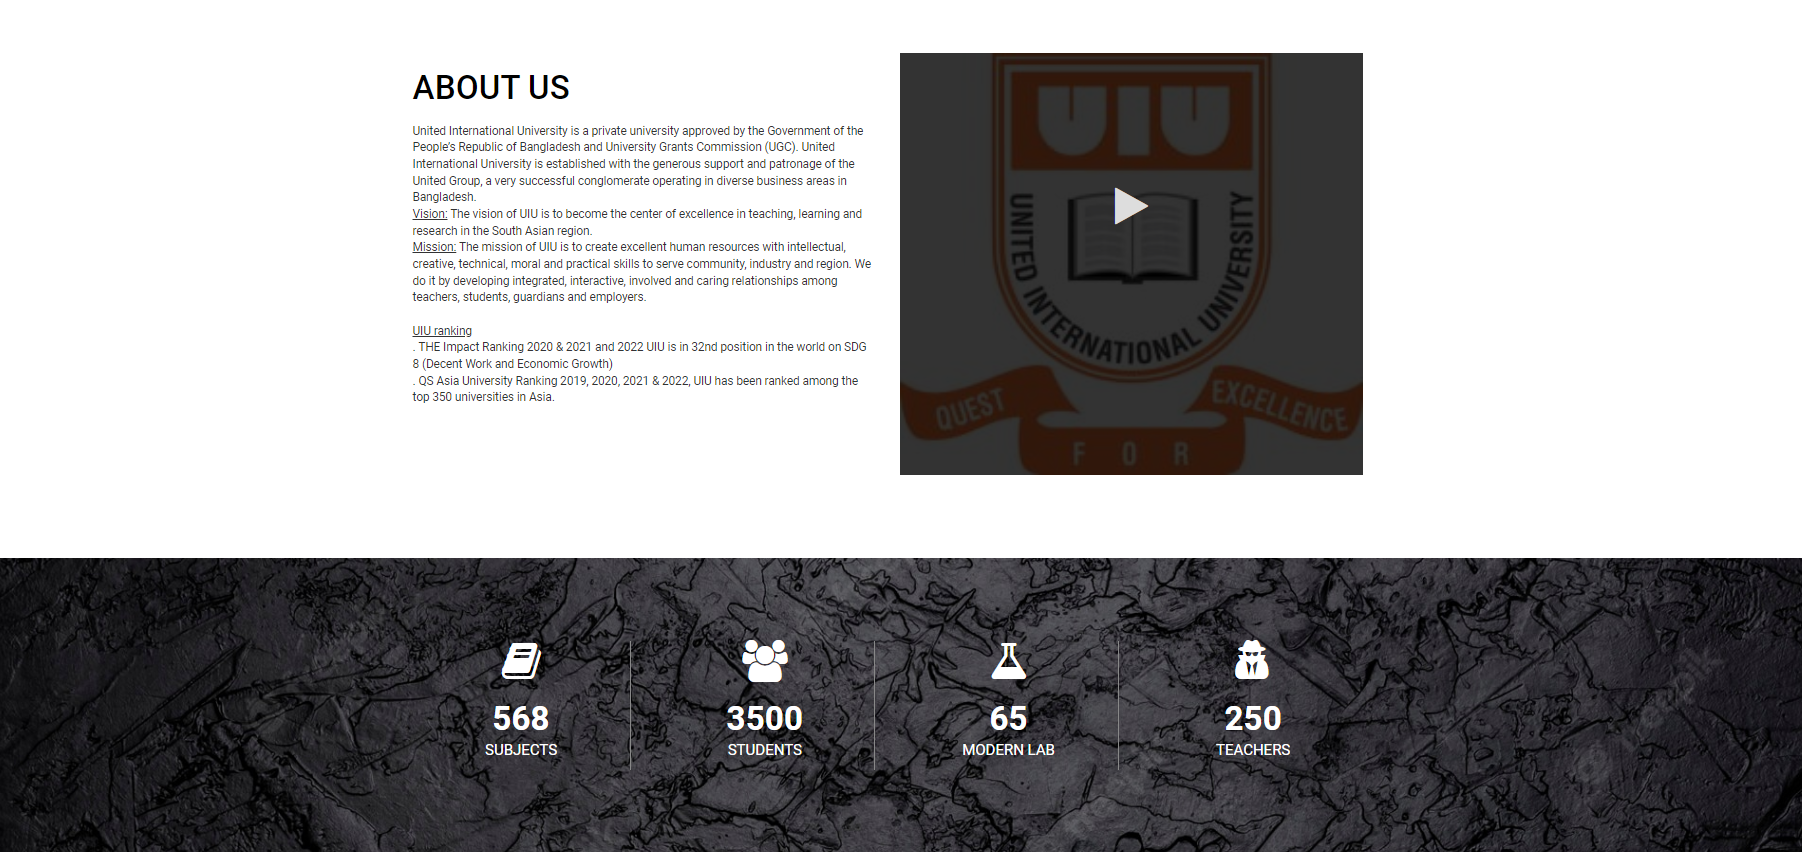 ABOUT US
United International University is a private university approved by the Government of the
People's Republic of Bangladesh and University Grants Commission (UGC). United
International University is established with the generous support and patronage of the
United Group, a very successful conglomerate operating in diverse business areas in
Bangladesh.
Vision: The vision of UIU is to become the center of excellence in teaching, learning and
research in the South Asian region.
Mission: The mission of UIU is to create excellent human resources with intellectual,
creative, technical, moral and practical skills to serve community, industry and region. We
do it by developing integrated, interactive, involved and caring relationships among
teachers, students, guardians and employers.
UIU ranking
. THE Impact Ranking 2020 & 2021 and 2022 UIU is in 32nd position in the world on SDG
8 (Decent Work and Economic Growth)
. QS Asia University Ranking 2019, 2020, 2021 & 2022, UIU has been ranked among the
top 350 universities in Asia.
UIU
UNITED INTERNATIONAL UNIVERSITY
QUEST FOR EXCELLENCE
568
SUBJECTS
3500
STUDENTS
65
MODERN LAB
250
TEACHERS